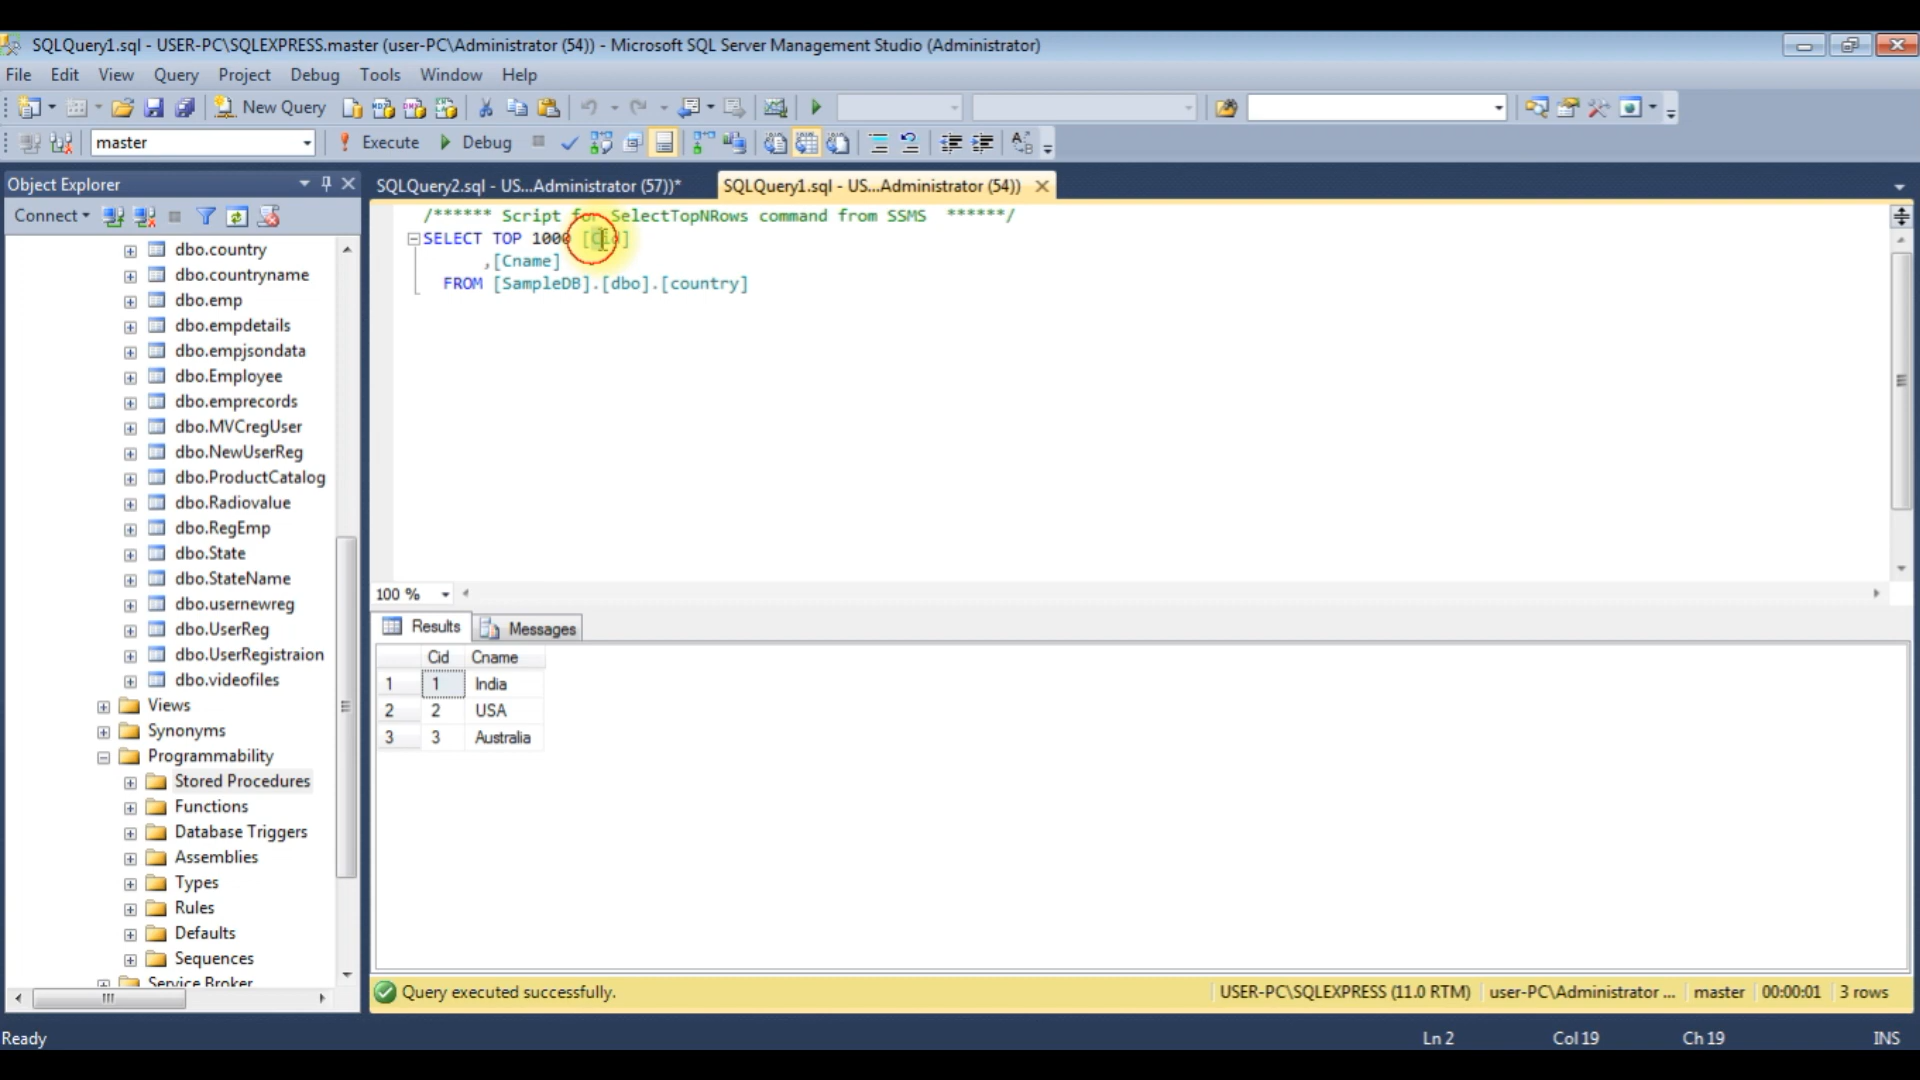 SQLQuery1.sql - USER-PC\SQLEXPRESS.master (user-PC\Administrator (54)) - Microsoft SQL Server Management Studio (Administrator)
File Edit View Query Project Debug Tools Window Help
New Query
master Execute Debug
Object Explorer
Connect
dbo.country
dbo.countryname
dbo.emp
dbo.empdetails
dbo.empjsondata
dbo.Employee
dbo.emprecords
dbo.MVCregUser
dbo.NewUserReg
dbo.ProductCatalog
dbo.Radiovalue
dbo.RegEmp
dbo.State
dbo.StateName
dbo.usernewreg
dbo.UserReg
dbo.UserRegistraion
dbo.videofiles
Views
Synonyms
Programmability
Stored Procedures
Functions
Database Triggers
Assemblies
Types
Rules
Defaults
Sequences
Service Broker
SQLQuery2.sql - US...Administrator (57))* SQLQuery1.sql - US...Administrator (54))
/****** Script for SelectTopNRows command from SSMS ******/
SELECT TOP 1000 [Cid]
,[Cname]
FROM [SampleDB].[dbo].[country]
100 %
Results Messages
Cid Cname
1 1 India
2 2 USA
3 3 Australia
Query executed successfully. USER-PC\SQLEXPRESS (11.0 RTM) user-PC\Administrator ... master 00:00:01 3 rows
Ready Ln 2 Col 19 Ch 19 INS